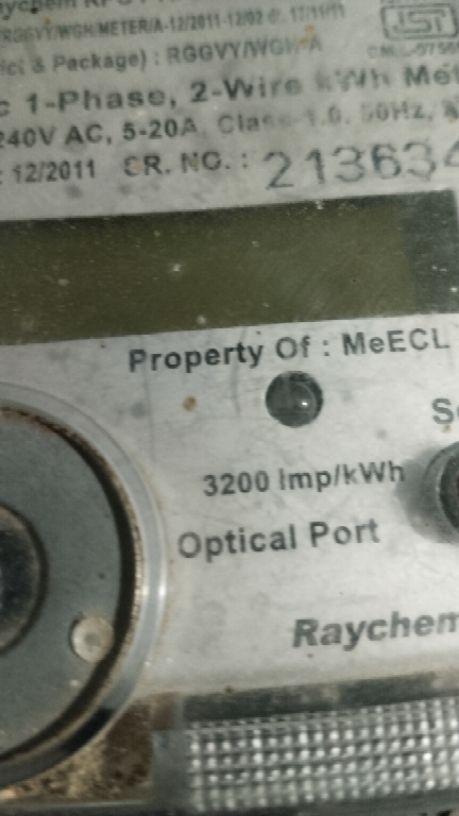 RGGVY/WGH/METER/A-12/2011-12/02 dt. 17/11/11
& Package) : RGGVY/WGH-A
1-Phase, 2-Wire kWh Me
240V AC, 5-20A, Class 1.0, 50Hz,
12/2011 SR. NO. : 213634
Property Of : MeECL
3200 Imp/kWh
Optical Port
Raychem